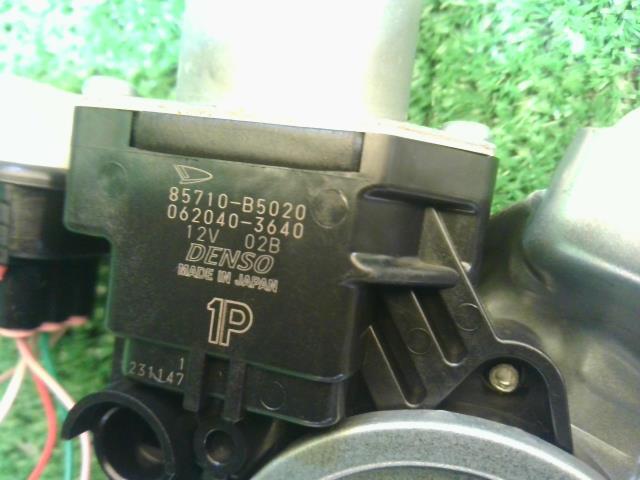 85710-B5020
062040-3640
12V 02B
DENSO
MADE IN JAPAN
1P
1
231147